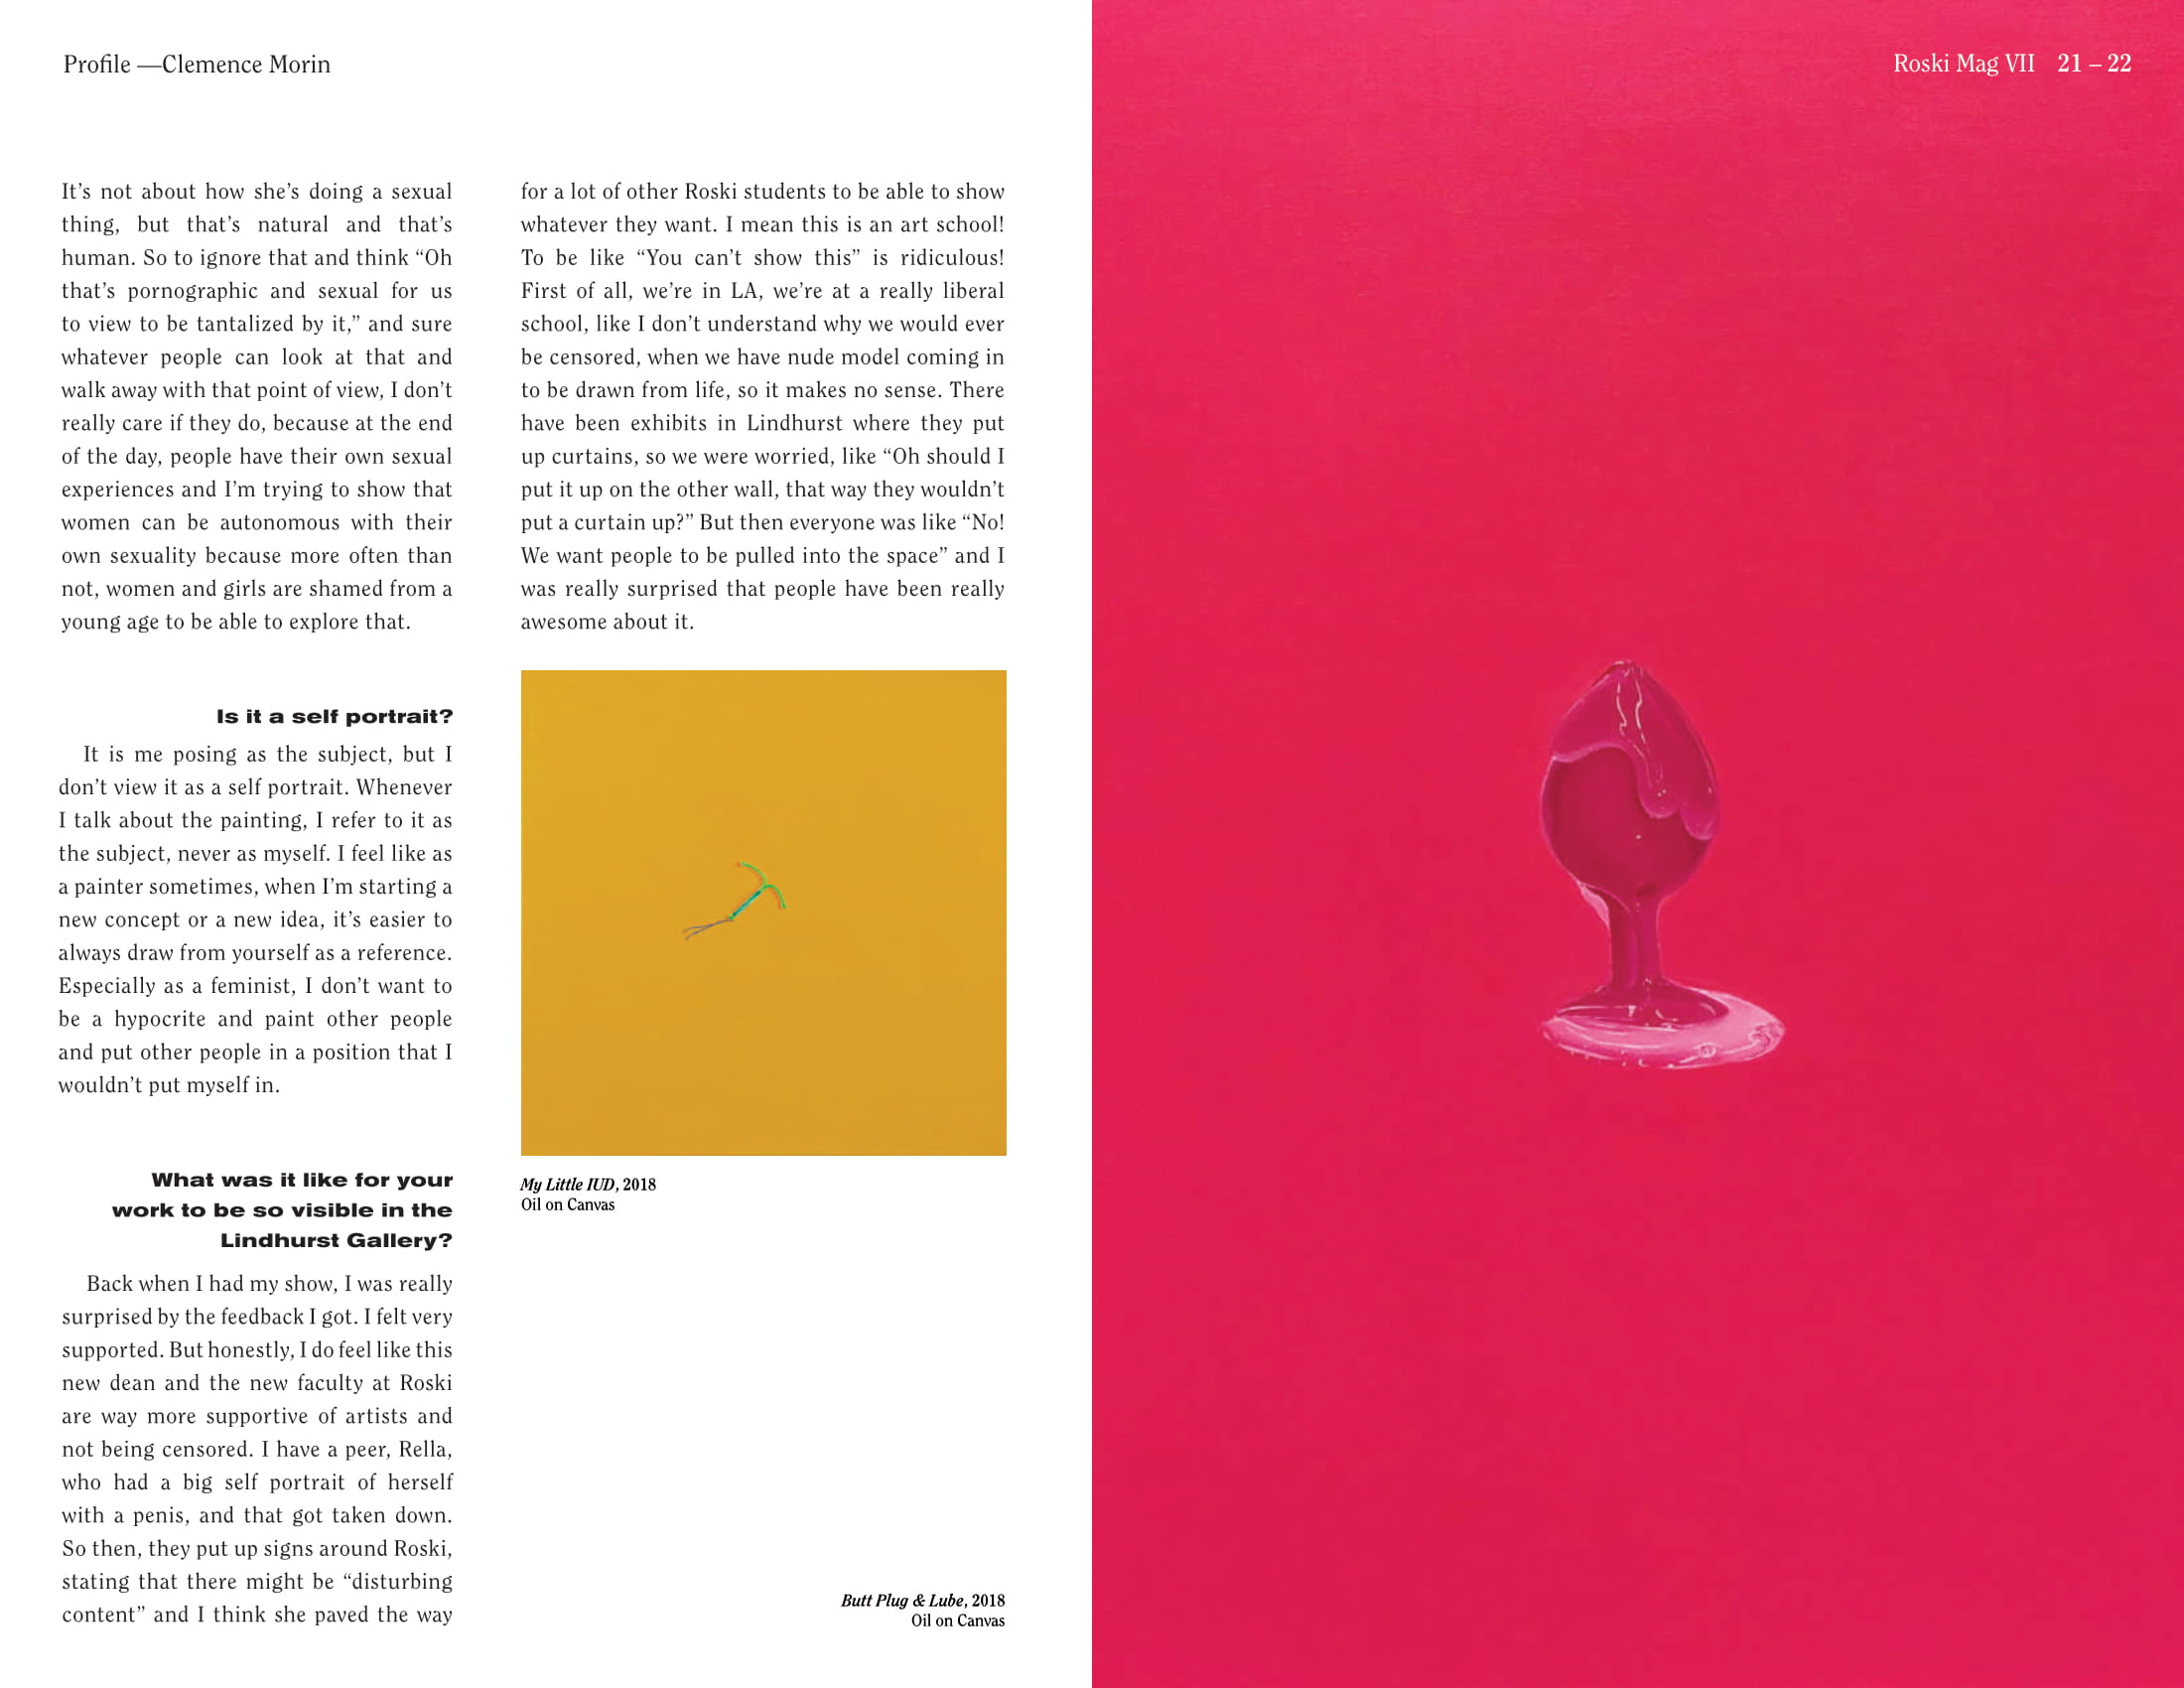 Profile —Clemence Morin
Roski Mag VII 21 – 22
It’s not about how she’s doing a sexual
thing, but that’s natural and that’s
human. So to ignore that and think “Oh
that’s pornographic and sexual for us
to view to be tantalized by it,” and sure
whatever people can look at that and
walk away with that point of view, I don’t
really care if they do, because at the end
of the day, people have their own sexual
experiences and I’m trying to show that
women can be autonomous with their
own sexuality because more often than
not, women and girls are shamed from a
young age to be able to explore that.
Is it a self portrait?
It is me posing as the subject, but I
don’t view it as a self portrait. Whenever
I talk about the painting, I refer to it as
the subject, never as myself. I feel like as
a painter sometimes, when I’m starting a
new concept or a new idea, it’s easier to
always draw from yourself as a reference.
Especially as a feminist, I don’t want to
be a hypocrite and paint other people
and put other people in a position that I
wouldn’t put myself in.
What was it like for your
work to be so visible in the
Lindhurst Gallery?
Back when I had my show, I was really
surprised by the feedback I got. I felt very
supported. But honestly, I do feel like this
new dean and the new faculty at Roski
are way more supportive of artists and
not being censored. I have a peer, Rella,
who had a big self portrait of herself
with a penis, and that got taken down.
So then, they put up signs around Roski,
stating that there might be “disturbing
content” and I think she paved the way
for a lot of other Roski students to be able to show
whatever they want. I mean this is an art school!
To be like “You can’t show this” is ridiculous!
First of all, we’re in LA, we’re at a really liberal
school, like I don’t understand why we would ever
be censored, when we have nude model coming in
to be drawn from life, so it makes no sense. There
have been exhibits in Lindhurst where they put
up curtains, so we were worried, like “Oh should I
put it up on the other wall, that way they wouldn’t
put a curtain up?” But then everyone was like “No!
We want people to be pulled into the space” and I
was really surprised that people have been really
awesome about it.
My Little IUD, 2018
Oil on Canvas
Butt Plug & Lube, 2018
Oil on Canvas